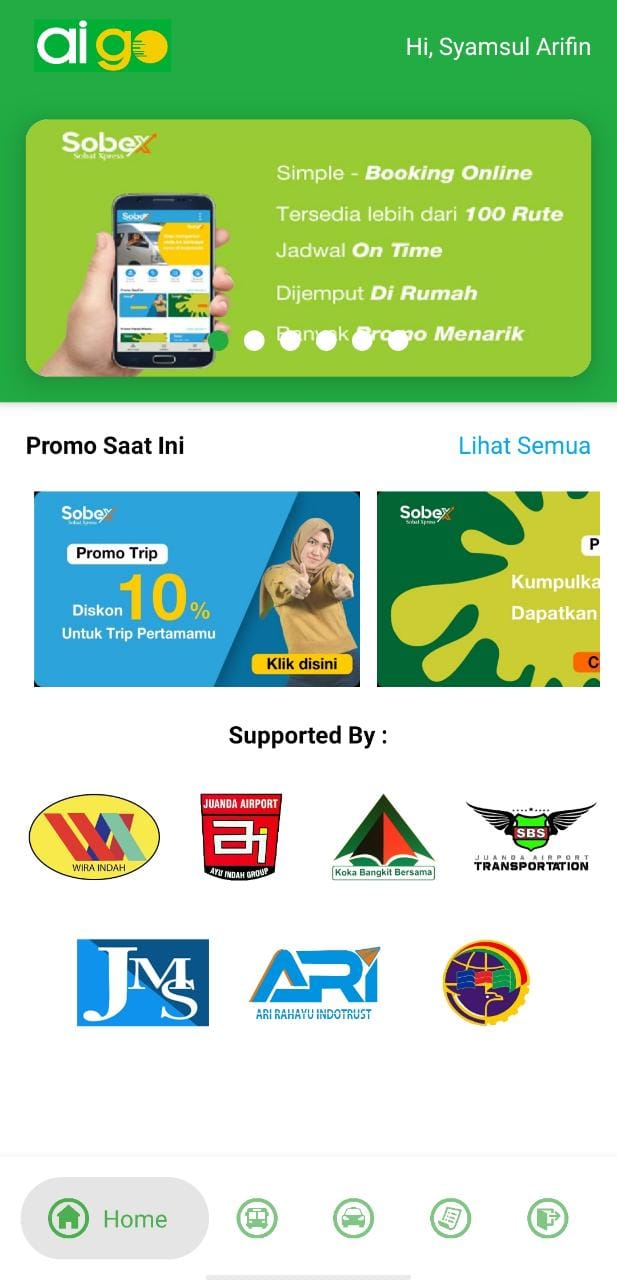 ai go
Hi, Syamsul Arifin
Sobex
Sobat Xpress
Simple - Booking Online
Tersedia lebih dari 100 Rute
Jadwal On Time
Dijemput Di Rumah
Banyak Promo Menarik
Promo Saat Ini
Lihat Semua
Sobex
Sobat Xpress
Promo Trip
Diskon 10%
Untuk Trip Pertamamu
Klik disini
Sobex
Sobat Xpress
P
Kumpulka
Dapatkan
C
Supported By :
WIRA INDAH
JUANDA AIRPORT
ai
AYU INDAH GROUP
Koka Bangkit Bersama
SBS
JUANDA AIRPORT
TRANSPORTATION
JMS
ARI
ARI RAHAYU INDOTRUST
Home